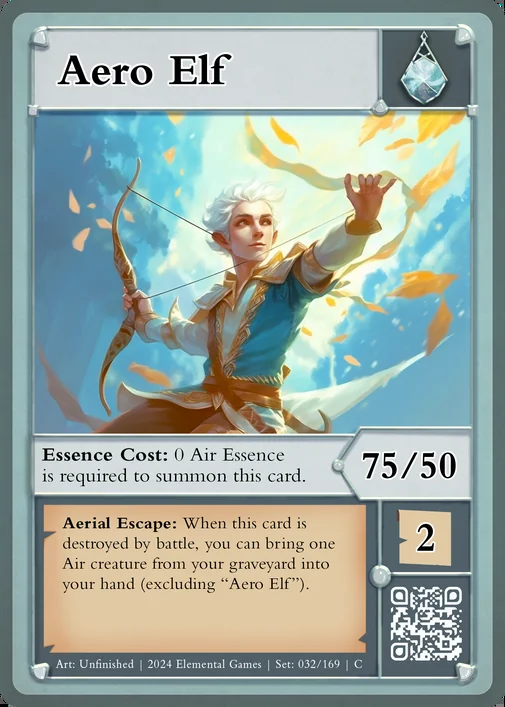 Aero Elf
Essence Cost: 0 Air Essence
is required to summon this card.
75/50
Aerial Escape: When this card is
destroyed by battle, you can bring one
Air creature from your graveyard into
your hand (excluding “Aero Elf”).
2
Art: Unfinished | 2024 Elemental Games | Set: 032/169 | C